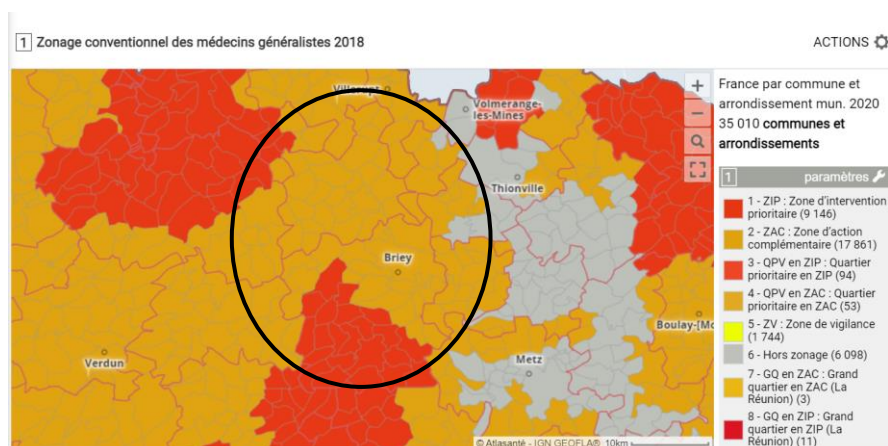 1 Zonage conventionnel des médecins généralistes 2018
ACTIONS
Villerupt
Volmerange-
les-Mines
Thionville
Briey
Verdun
Metz
Boulay-(Mo
© Atlasanté - IGN GEOFLA® 10km
+
−
France par commune et
arrondissement mun. 2020
35 010 communes et
arrondissements
1 paramètres
1 - ZIP : Zone d'intervention
prioritaire (9 146)
2 - ZAC : Zone d'action
complémentaire (17 861)
3 - QPV en ZIP : Quartier
prioritaire en ZIP (94)
4 - QPV en ZAC : Quartier
prioritaire en ZAC (53)
5 - ZV : Zone de vigilance
(1 744)
6 - Hors zonage (6 098)
7 - GQ en ZAC : Grand
quartier en ZAC (La
Réunion) (3)
8 - GQ en ZIP : Grand
quartier en ZIP (La
Réunion) (11)